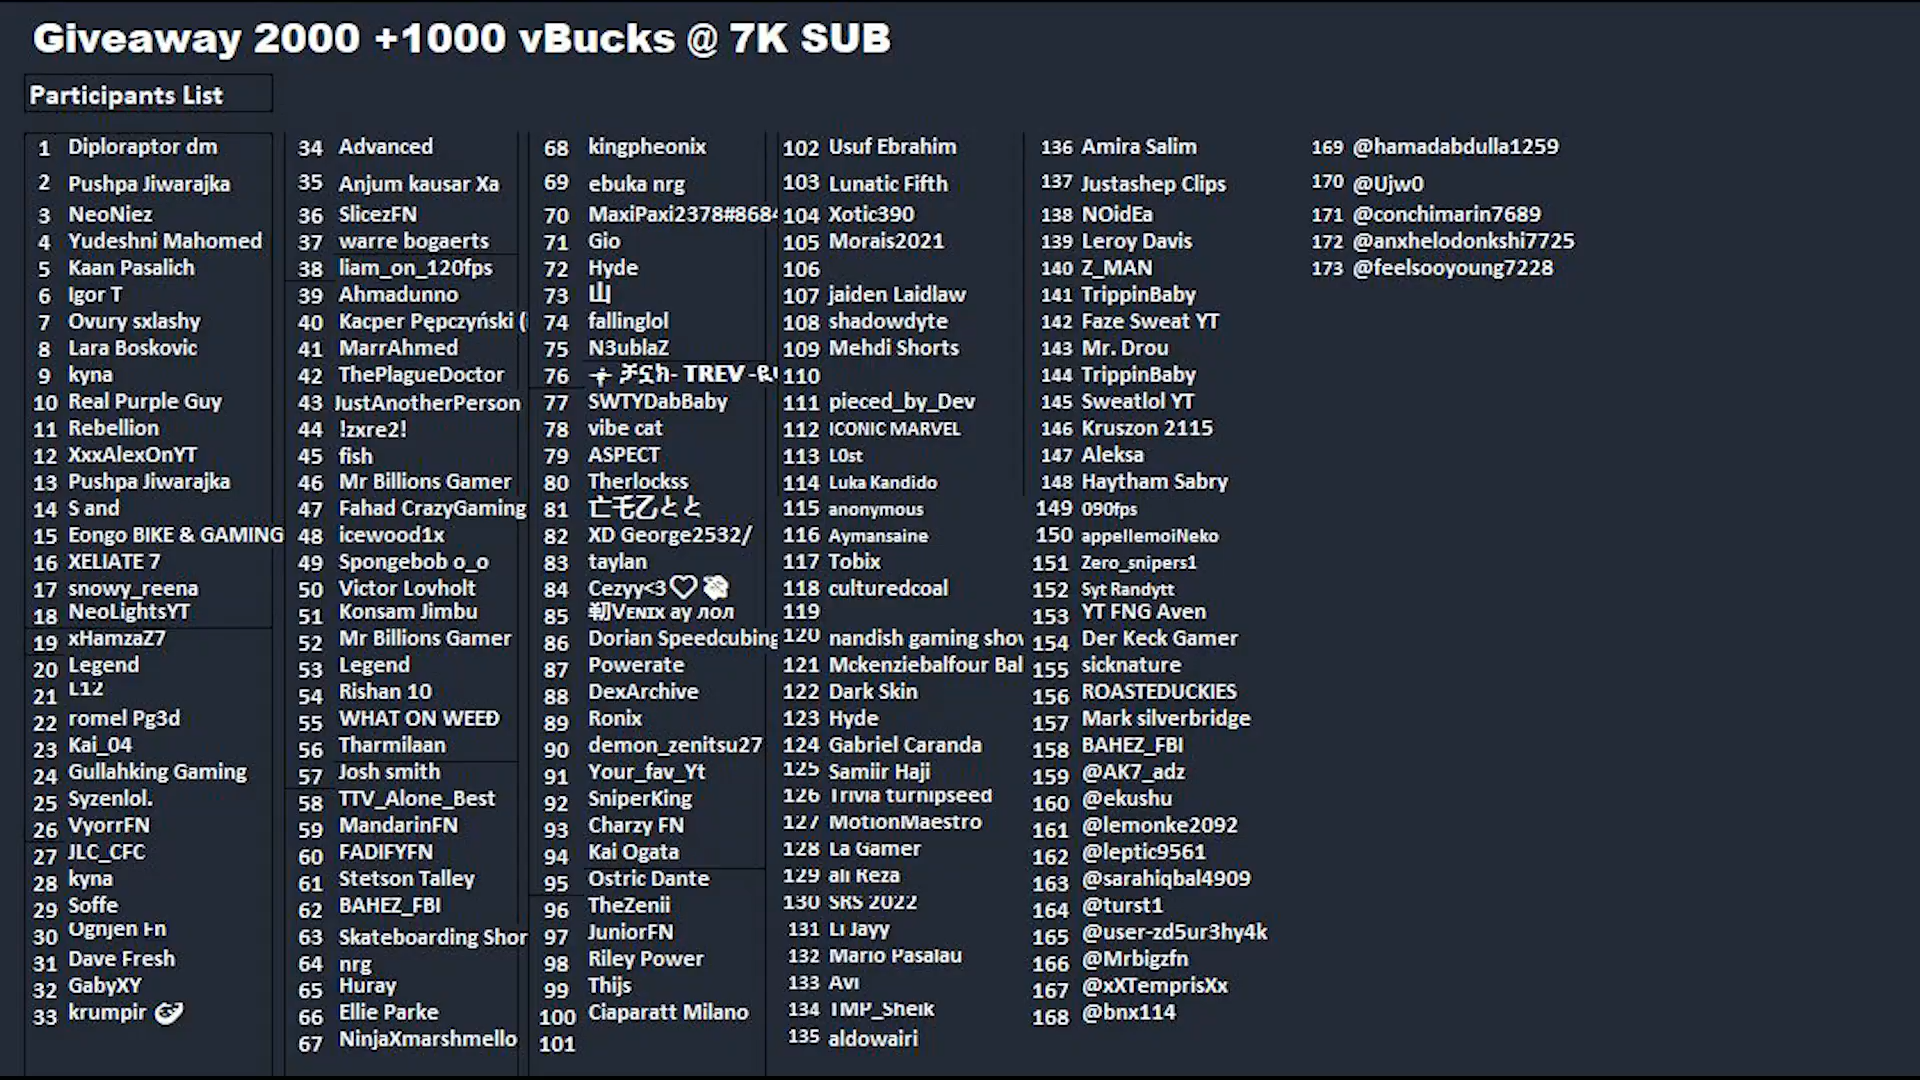 Giveaway 2000 +1000 vBucks @ 7K SUB
Participants List
1 Diploraptor dm
2 Pushpa Jiwarajka
3 NeoNiez
4 Yudeshni Mahomed
5 Kaan Pasalich
6 Igor T
7 Ovury sxlashy
8 Lara Boskovic
9 kyna
10 Real Purple Guy
11 Rebellion
12 XxxAlexOnYT
13 Pushpa Jiwarajka
14 S and
15 Eongo BIKE & GAMING
16 XELIATE 7
17 snowy_reena
18 NeoLightsYT
19 xHamzaZ7
20 Legend
21 L12
22 romel Pg3d
23 Kai_04
24 Gullahking Gaming
25 Syzenlol.
26 VyorrFN
27 JLC_CFC
28 kyna
29 Soffe
30 Ognjen Fn
31 Dave Fresh
32 GabyXY
33 krumpir
34 Advanced
35 Anjum kausar Xa
36 SlicezFN
37 warre bogaerts
38 liam_on_120fps
39 Ahmadunno
40 Kacper Pępczyński (
41 MarrAhmed
42 ThePlagueDoctor
43 JustAnotherPerson
44 !zxre2!
45 fish
46 Mr Billions Gamer
47 Fahad CrazyGaming
48 icewood1x
49 Spongebob o_o
50 Victor Lovholt
51 Konsam Jimbu
52 Mr Billions Gamer
53 Legend
54 Rishan 10
55 WHAT ON WEEĐ
56 Tharmilaan
57 Josh smith
58 TTV_Alone_Best
59 MandarinFN
60 FADIFYFN
61 Stetson Talley
62 BAHEZ_FBI
63 Skateboarding Shor
64 nrg
65 Huray
66 Ellie Parke
67 NinjaXmarshmello
68 kingpheonix
69 ebuka nrg
70 MaxiPaxi2378#8684
71 Gio
72 Hyde
73 山
74 fallinglol
75 N3ublaZ
76 - TREV -
77 SWTYDabBaby
78 vibe cat
79 ASPECT
80 Therlockss
81 亡乇乙とと
82 XD George2532/
83 taylan
84 Cezyy<3♡
85 Vᴇɴɪx ay лол
86 Dorian Speedcubing
87 Powerate
88 DexArchive
89 Ronix
90 demon_zenitsu27
91 Your_fav_Yt
92 SniperKing
93 Charzy FN
94 Kai Ogata
95 Ostric Dante
96 TheZenii
97 JuniorFN
98 Riley Power
99 Thijs
100 Ciaparatt Milano
101
102 Usuf Ebrahim
103 Lunatic Fifth
104 Xotic390
105 Morais2021
106
107 jaiden Laidlaw
108 shadowdyte
109 Mehdi Shorts
110
111 pieced_by_Dev
112 ICONIC MARVEL
113 L0st
114 Luka Kandido
115 anonymous
116 Aymansaine
117 Tobix
118 culturedcoal
119
120 nandish gaming show
121 Mckenziebalfour Bal
122 Dark Skin
123 Hyde
124 Gabriel Caranda
125 Samiir Haji
126 Trivia turnipseed
127 MotionMaestro
128 La Gamer
129 ali Reza
130 SRS 2022
131 Li Jayy
132 Mario Pasalau
133 Avi
134 TMP_Sheik
135 aldowairi
136 Amira Salim
137 Justashep Clips
138 NOidEa
139 Leroy Davis
140 Z_MAN
141 TrippinBaby
142 Faze Sweat YT
143 Mr. Drou
144 TrippinBaby
145 Sweatlol YT
146 Kruszon 2115
147 Aleksa
148 Haytham Sabry
149 090fps
150 appellemoiNeko
151 Zero_snipers1
152 Syt Randytt
153 YT FNG Aven
154 Der Keck Gamer
155 sicknature
156 ROASTEDUCKIES
157 Mark silverbridge
158 BAHEZ_FBI
159 @AK7_adz
160 @ekushu
161 @lemonke2092
162 @leptic9561
163 @sarahiqbal4909
164 @turst1
165 @user-zd5ur3hy4k
166 @Mrbigzfn
167 @xXTemprisXx
168 @bnx114
169 @hamadabdulla1259
170 @Ujw0
171 @conchimarin7689
172 @anxhelodonkshi7725
173 @feelsooyoung7228